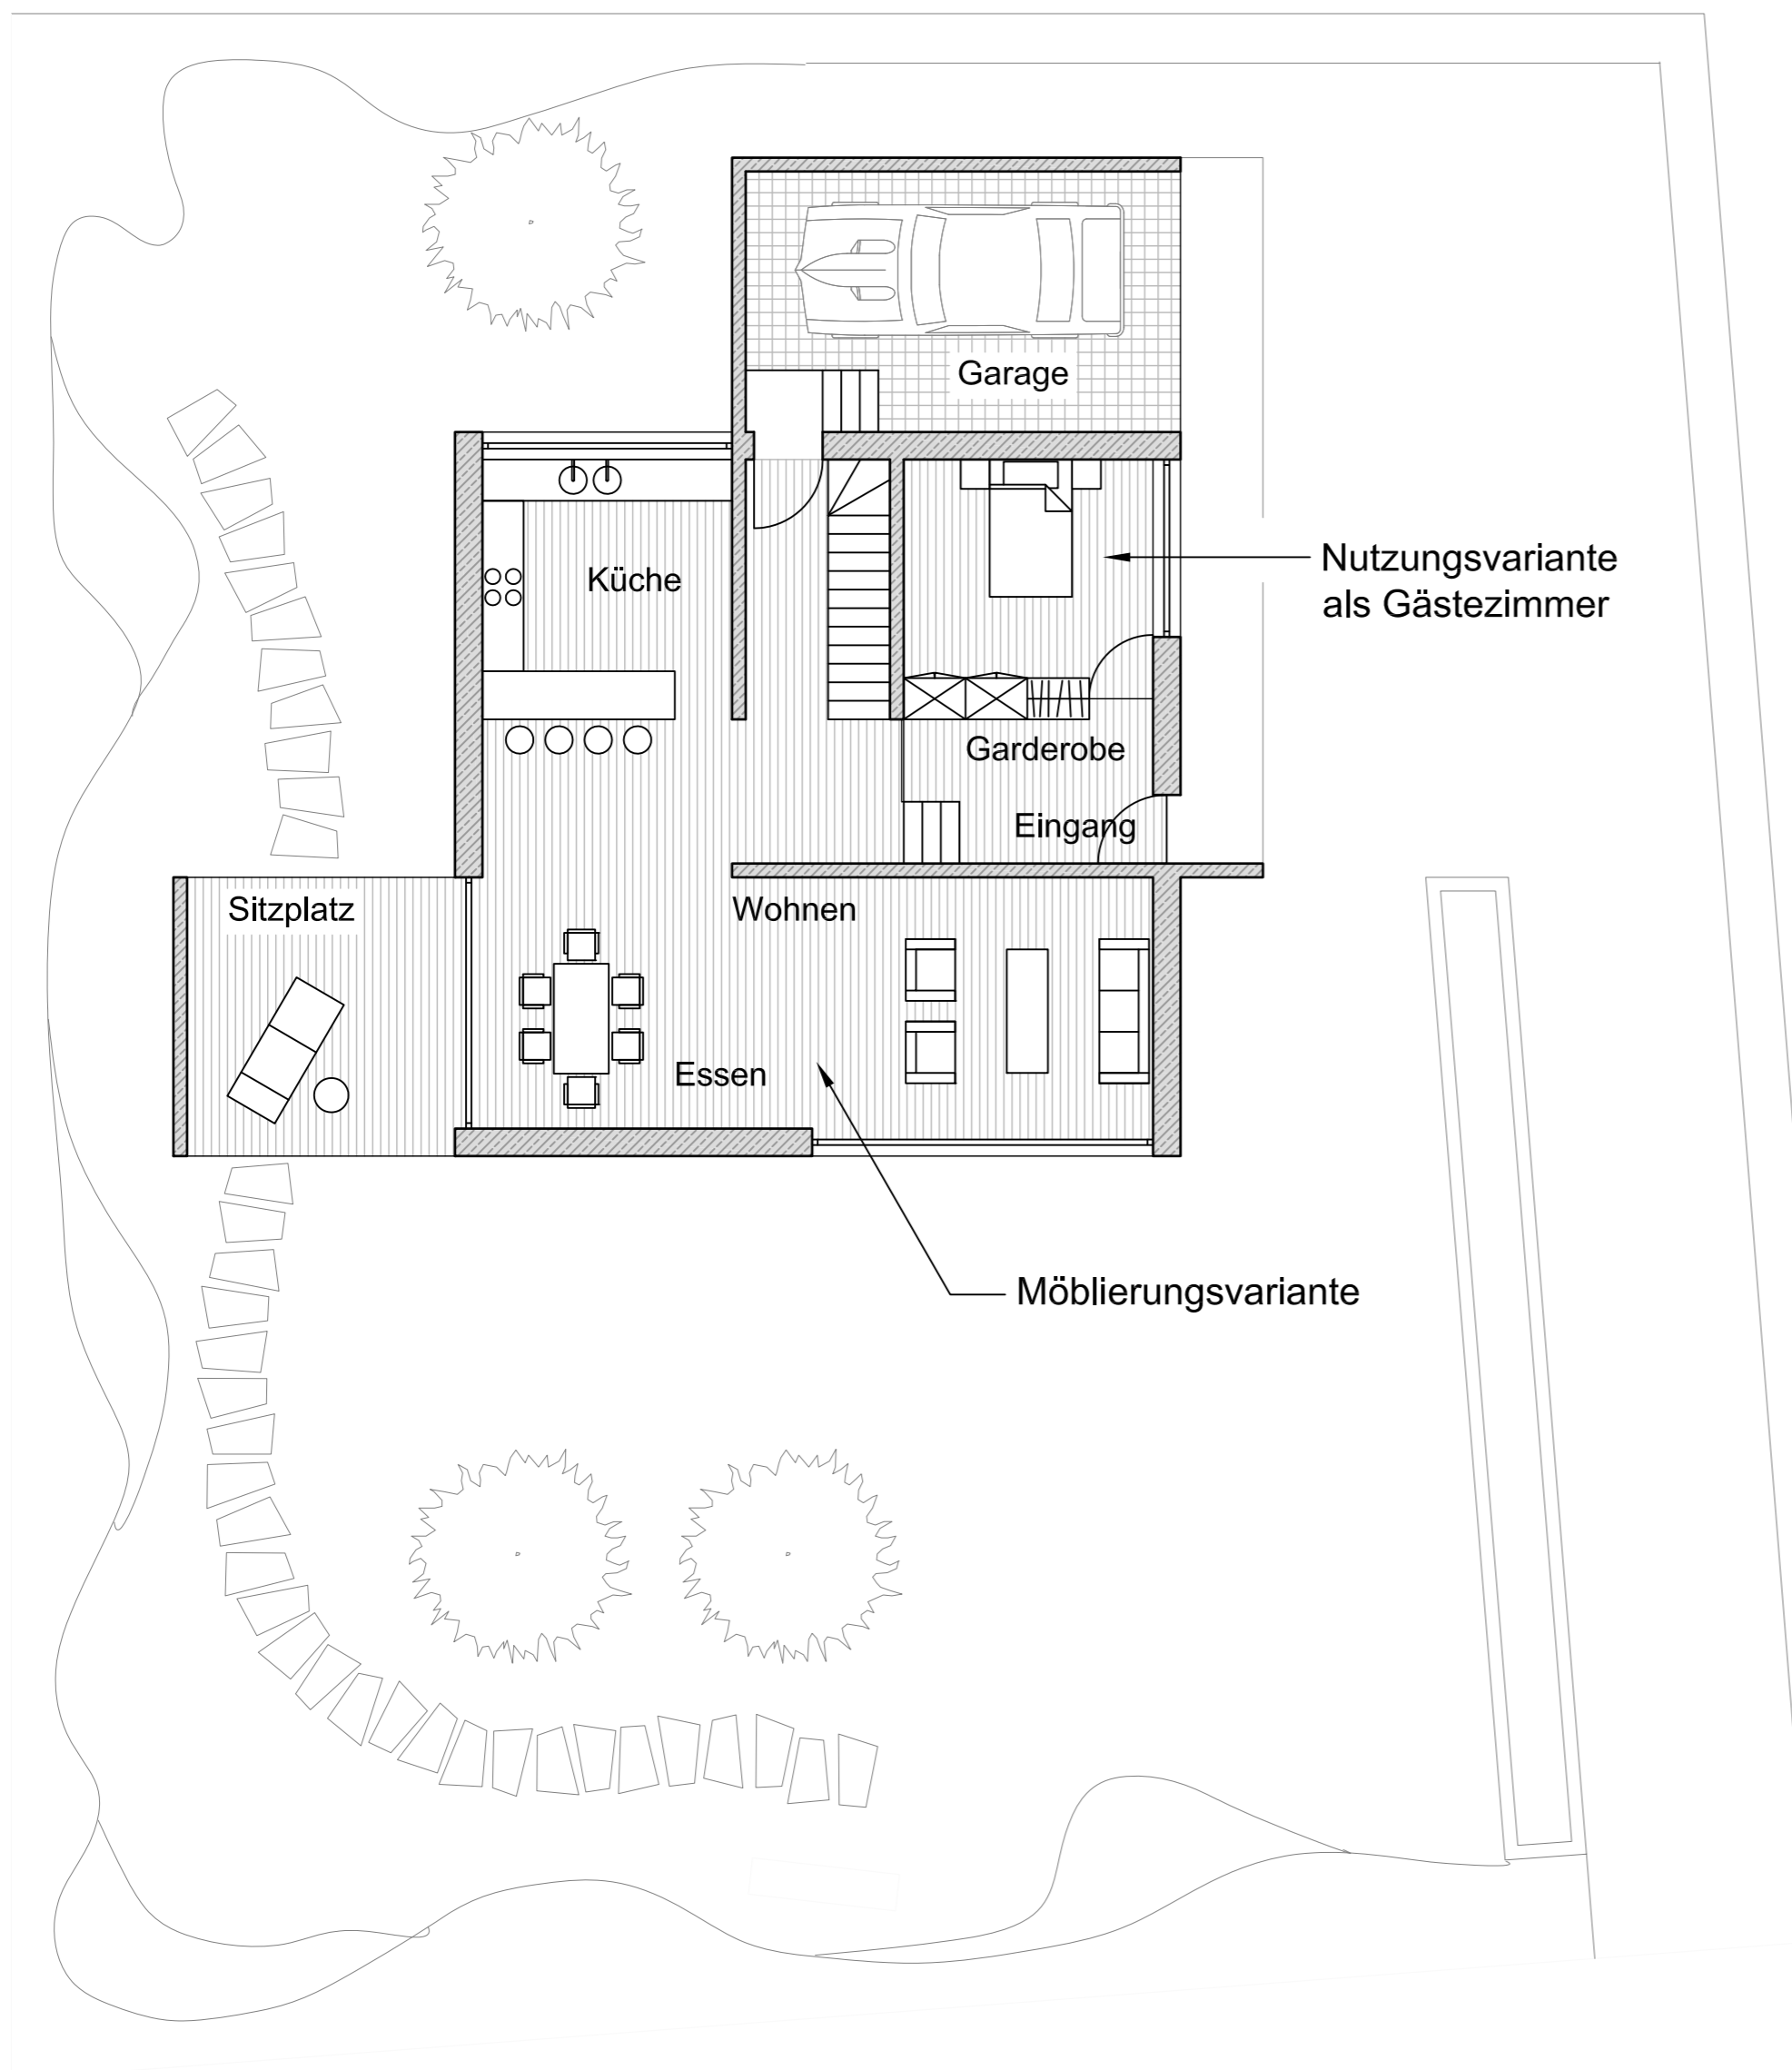 Garage
Nutzungsvariante
als Gästezimmer
Küche
Garderobe
Eingang
Sitzplatz
Wohnen
Essen
Möblierungsvariante